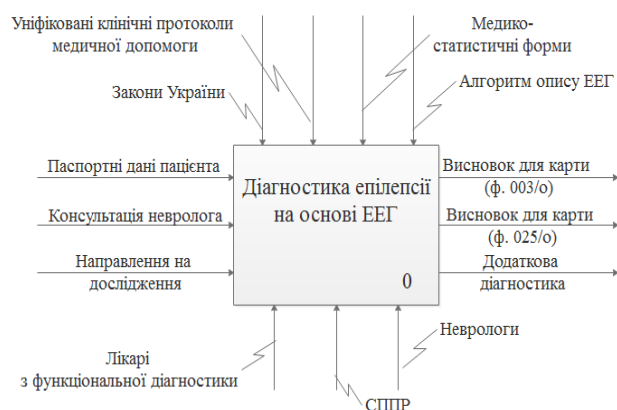 Уніфіковані клінічні протоколи
медичної допомоги
Медико-
статистичні форми
Закони України
Алгоритм опису ЕЕГ
Паспортні дані пацієнта
Консультація невролога
Направлення на
дослідження
Діагностика епілепсії
на основі ЕЕГ
0
Висновок для карти
(ф. 003/о)
Висновок для карти
(ф. 025/о)
Додаткова
діагностика
Неврологи
Лікарі
з функціональної діагностики
СППР